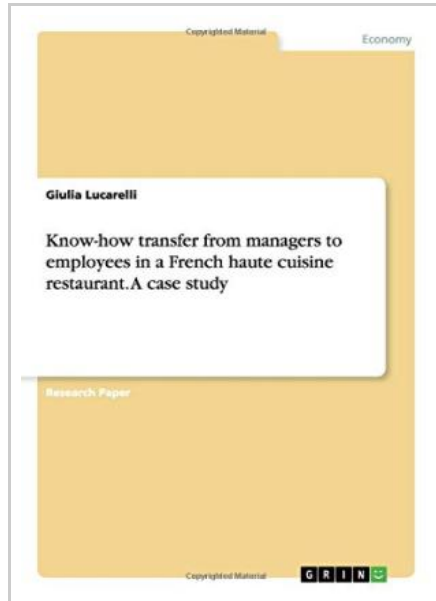 Copyrighted Material
Economy
Giulia Lucarelli
Know-how transfer from managers to
employees in a French haute cuisine
restaurant. A case study
Research Paper
Copyrighted Material
GRIN